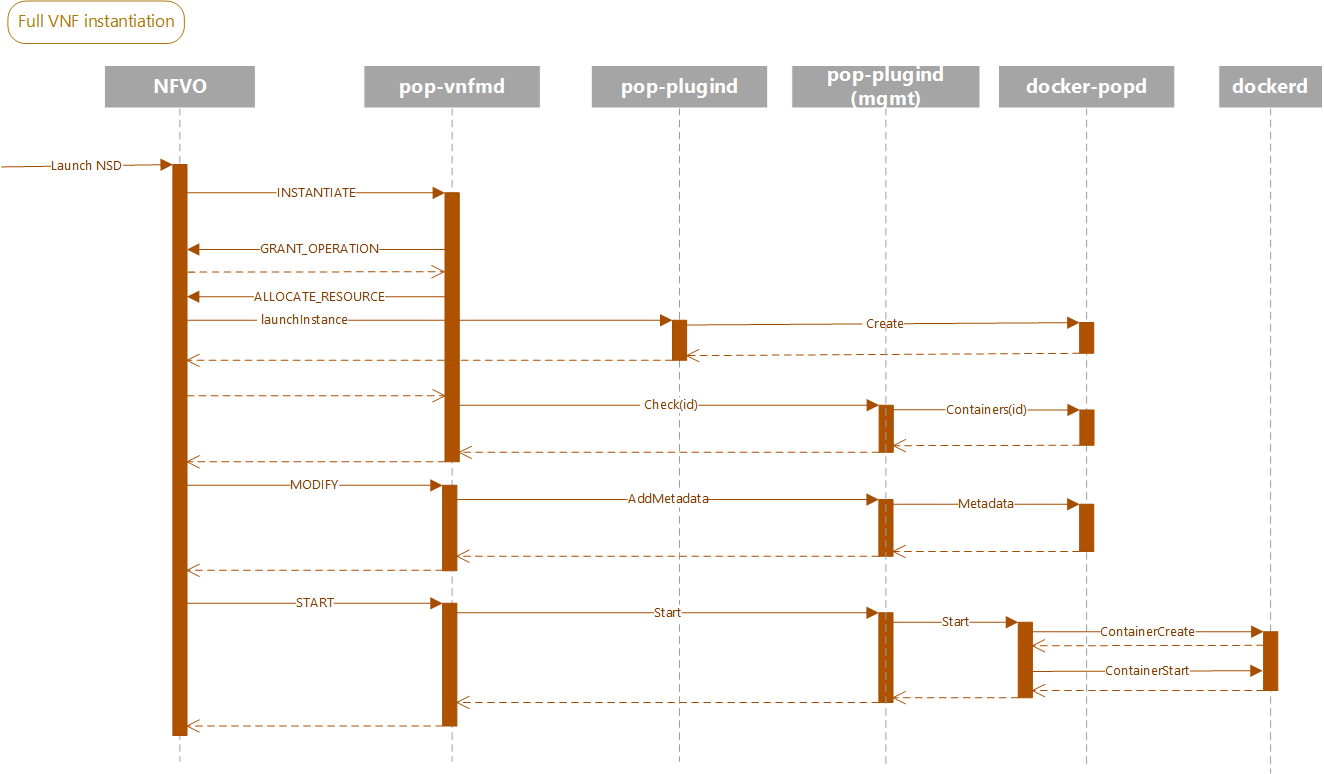 Full VNF instantiation
NFVO
pop-vnfmd
pop-plugind
pop-plugind
(mgmt)
docker-popd
dockerd
Launch NSD
INSTANTIATE
GRANT_OPERATION
ALLOCATE_RESOURCE
launchInstance
Create
Check(id)
Containers(id)
MODIFY
AddMetadata
Metadata
START
Start
Start
ContainerCreate
ContainerStart